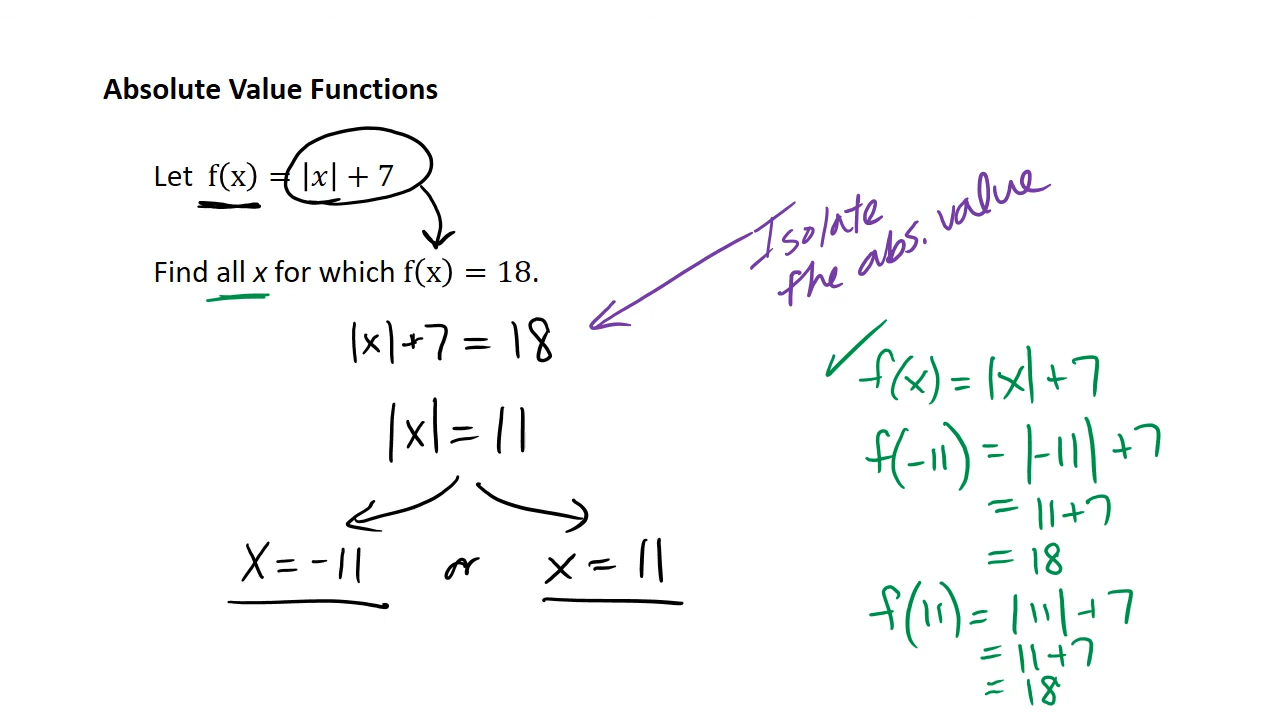 Absolute Value Functions
Let f(x) = |x| + 7
Find all x for which f(x) = 18.
|x|+7 = 18
|x| = 11
X = -11 or x = 11
Isolate
the abs. value
f(x) = |x| + 7
f(-11) = |-11| + 7
= 11+7
= 18
f(11) = |11| + 7
= 11+7
= 18